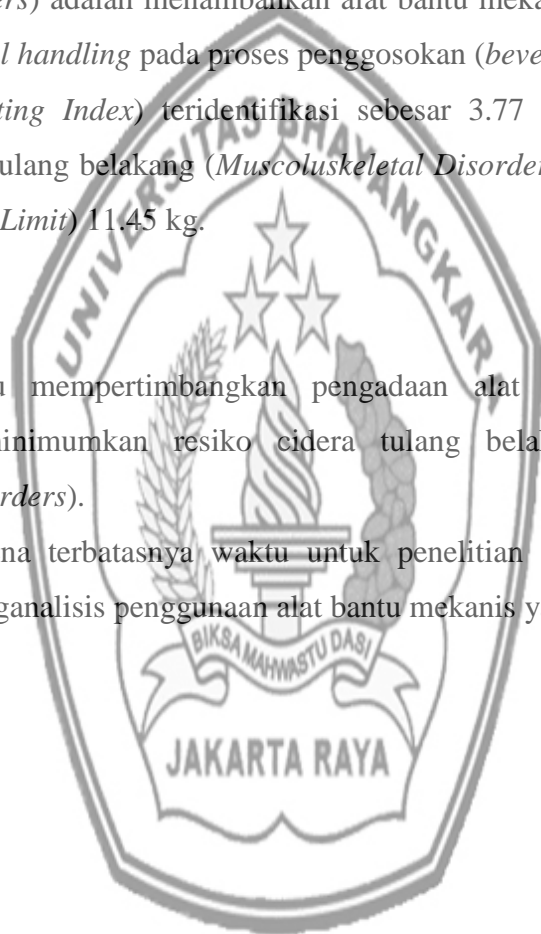 ers) adalah menambahkan alat bantu meka
l handling pada proses penggosokan (beve
ting Index) teridentifikasi sebesar 3.77
tulang belakang (Muscoluskeletal Disorder
Limit) 11.45 kg.
u mempertimbangkan pengadaan alat
inimumkan resiko cidera tulang bela
rders).
na terbatasnya waktu untuk penelitian
ganalisis penggunaan alat bantu mekanis y
UNIVERSITAS BHAYANGKARA
BIKSA MAHWASTU DASI
JAKARTA RAYA